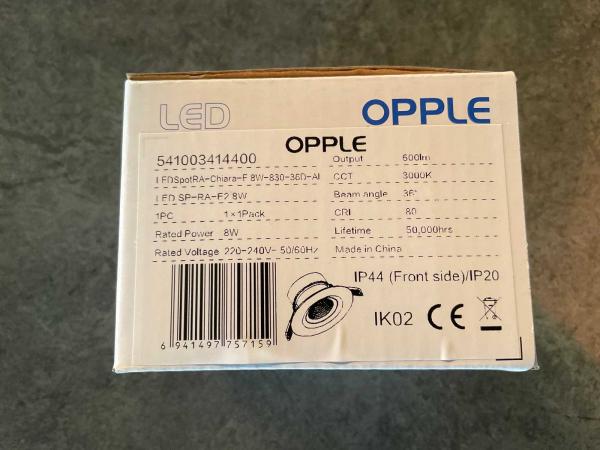 LED OPPLE
OPPLE
541003414400
LEDSpotRA-Chiara-F 8W-830-36D-Al
LED SP-RA-F2 8W
1PC 1x1Pack
Rated Power 8W
Rated Voltage 220-240V~ 50/60Hz
Output 600lm
CCT 3000K
Beam angle 36°
CRI 80
Lifetime 50,000hrs
Made in China
IP44 (Front side)/IP20
IK02 CE
6 941497 757159